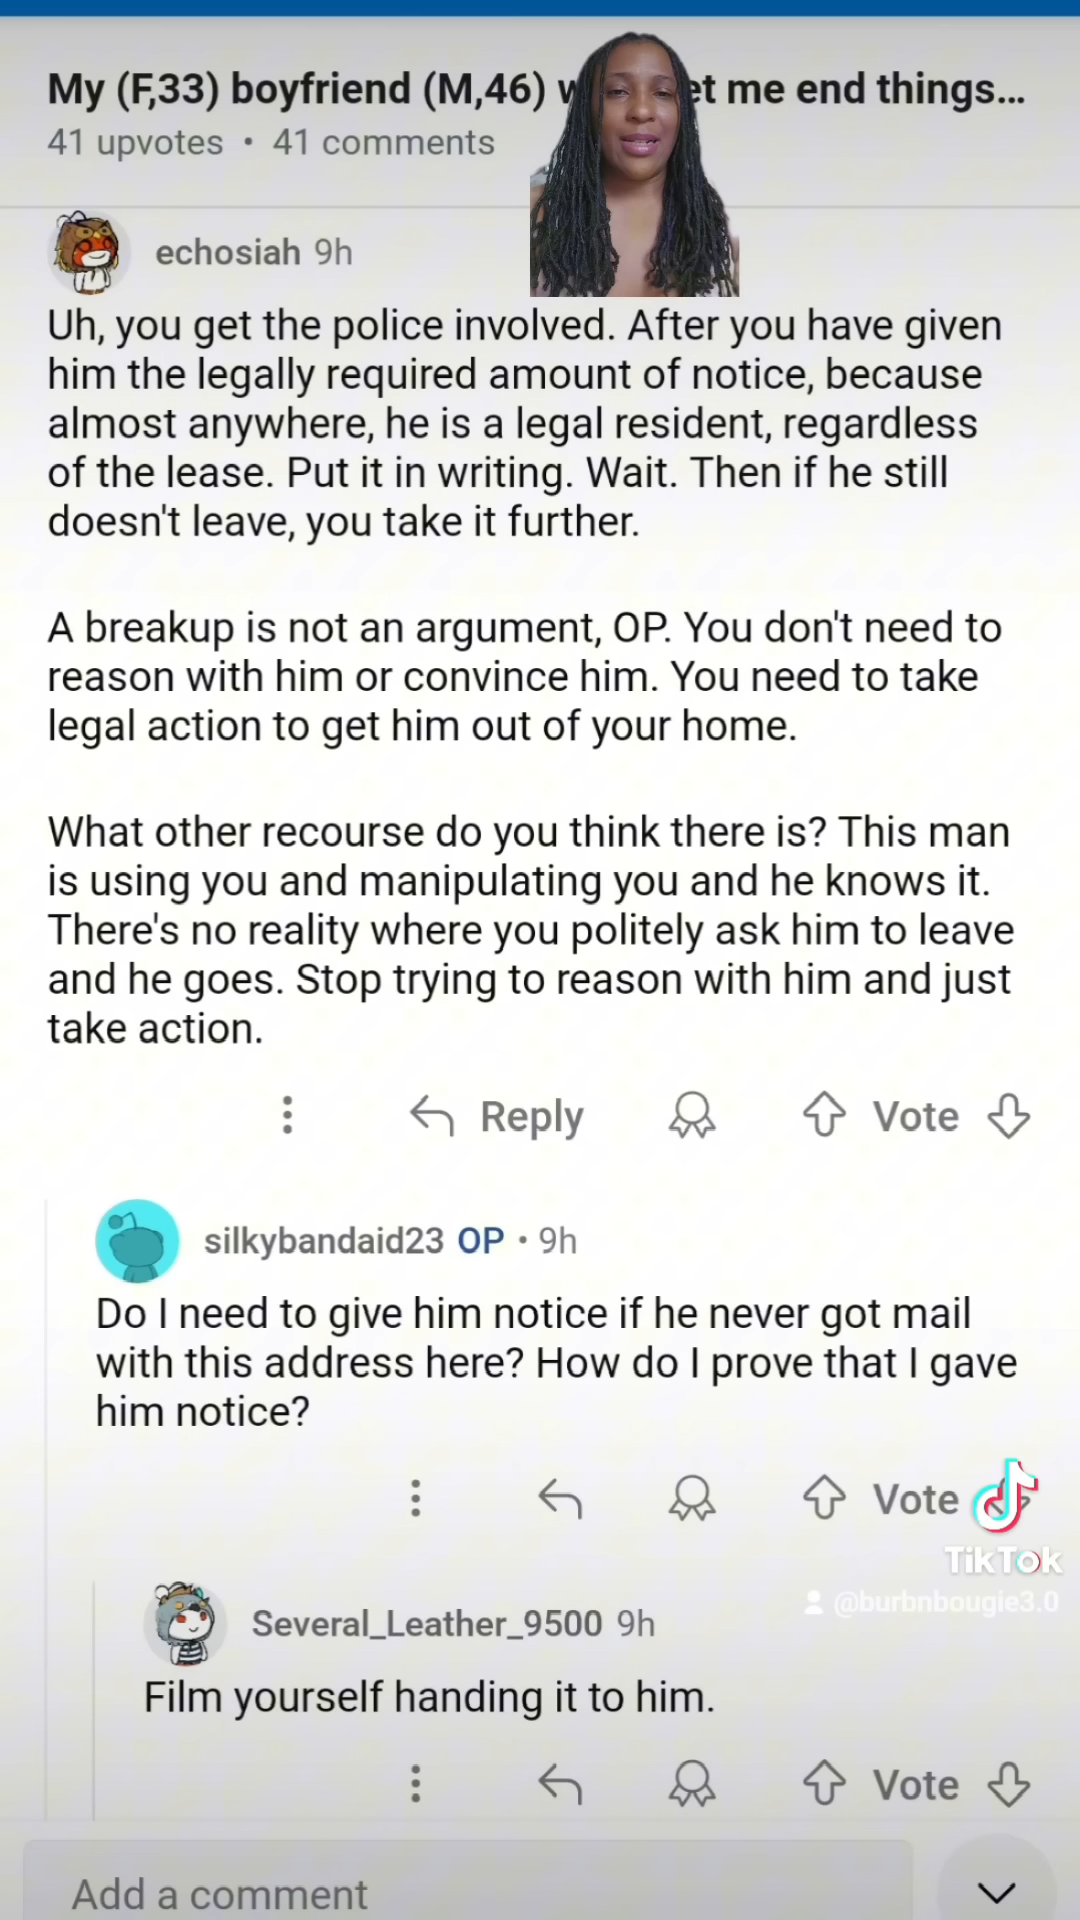 My (F,33) boyfriend (M,46) w et me end things...
41 upvotes • 41 comments
echosiah 9h
Uh, you get the police involved. After you have given
him the legally required amount of notice, because
almost anywhere, he is a legal resident, regardless
of the lease. Put it in writing. Wait. Then if he still
doesn't leave, you take it further.
A breakup is not an argument, OP. You don't need to
reason with him or convince him. You need to take
legal action to get him out of your home.
What other recourse do you think there is? This man
is using you and manipulating you and he knows it.
There's no reality where you politely ask him to leave
and he goes. Stop trying to reason with him and just
take action.
Reply Vote
silkybandaid23 OP • 9h
Do I need to give him notice if he never got mail
with this address here? How do I prove that I gave
him notice?
Vote
TikTok
@burbnbougie3.0
Several_Leather_9500 9h
Film yourself handing it to him.
Vote
Add a comment